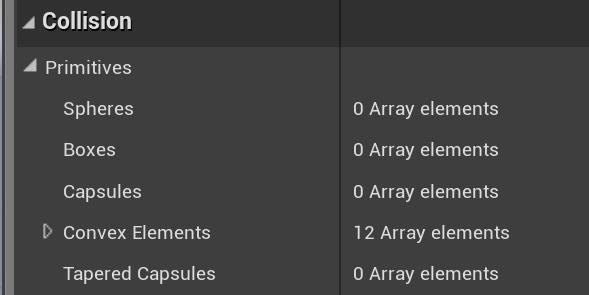 Collision
Primitives
Spheres 0 Array elements
Boxes 0 Array elements
Capsules 0 Array elements
Convex Elements 12 Array elements
Tapered Capsules 0 Array elements